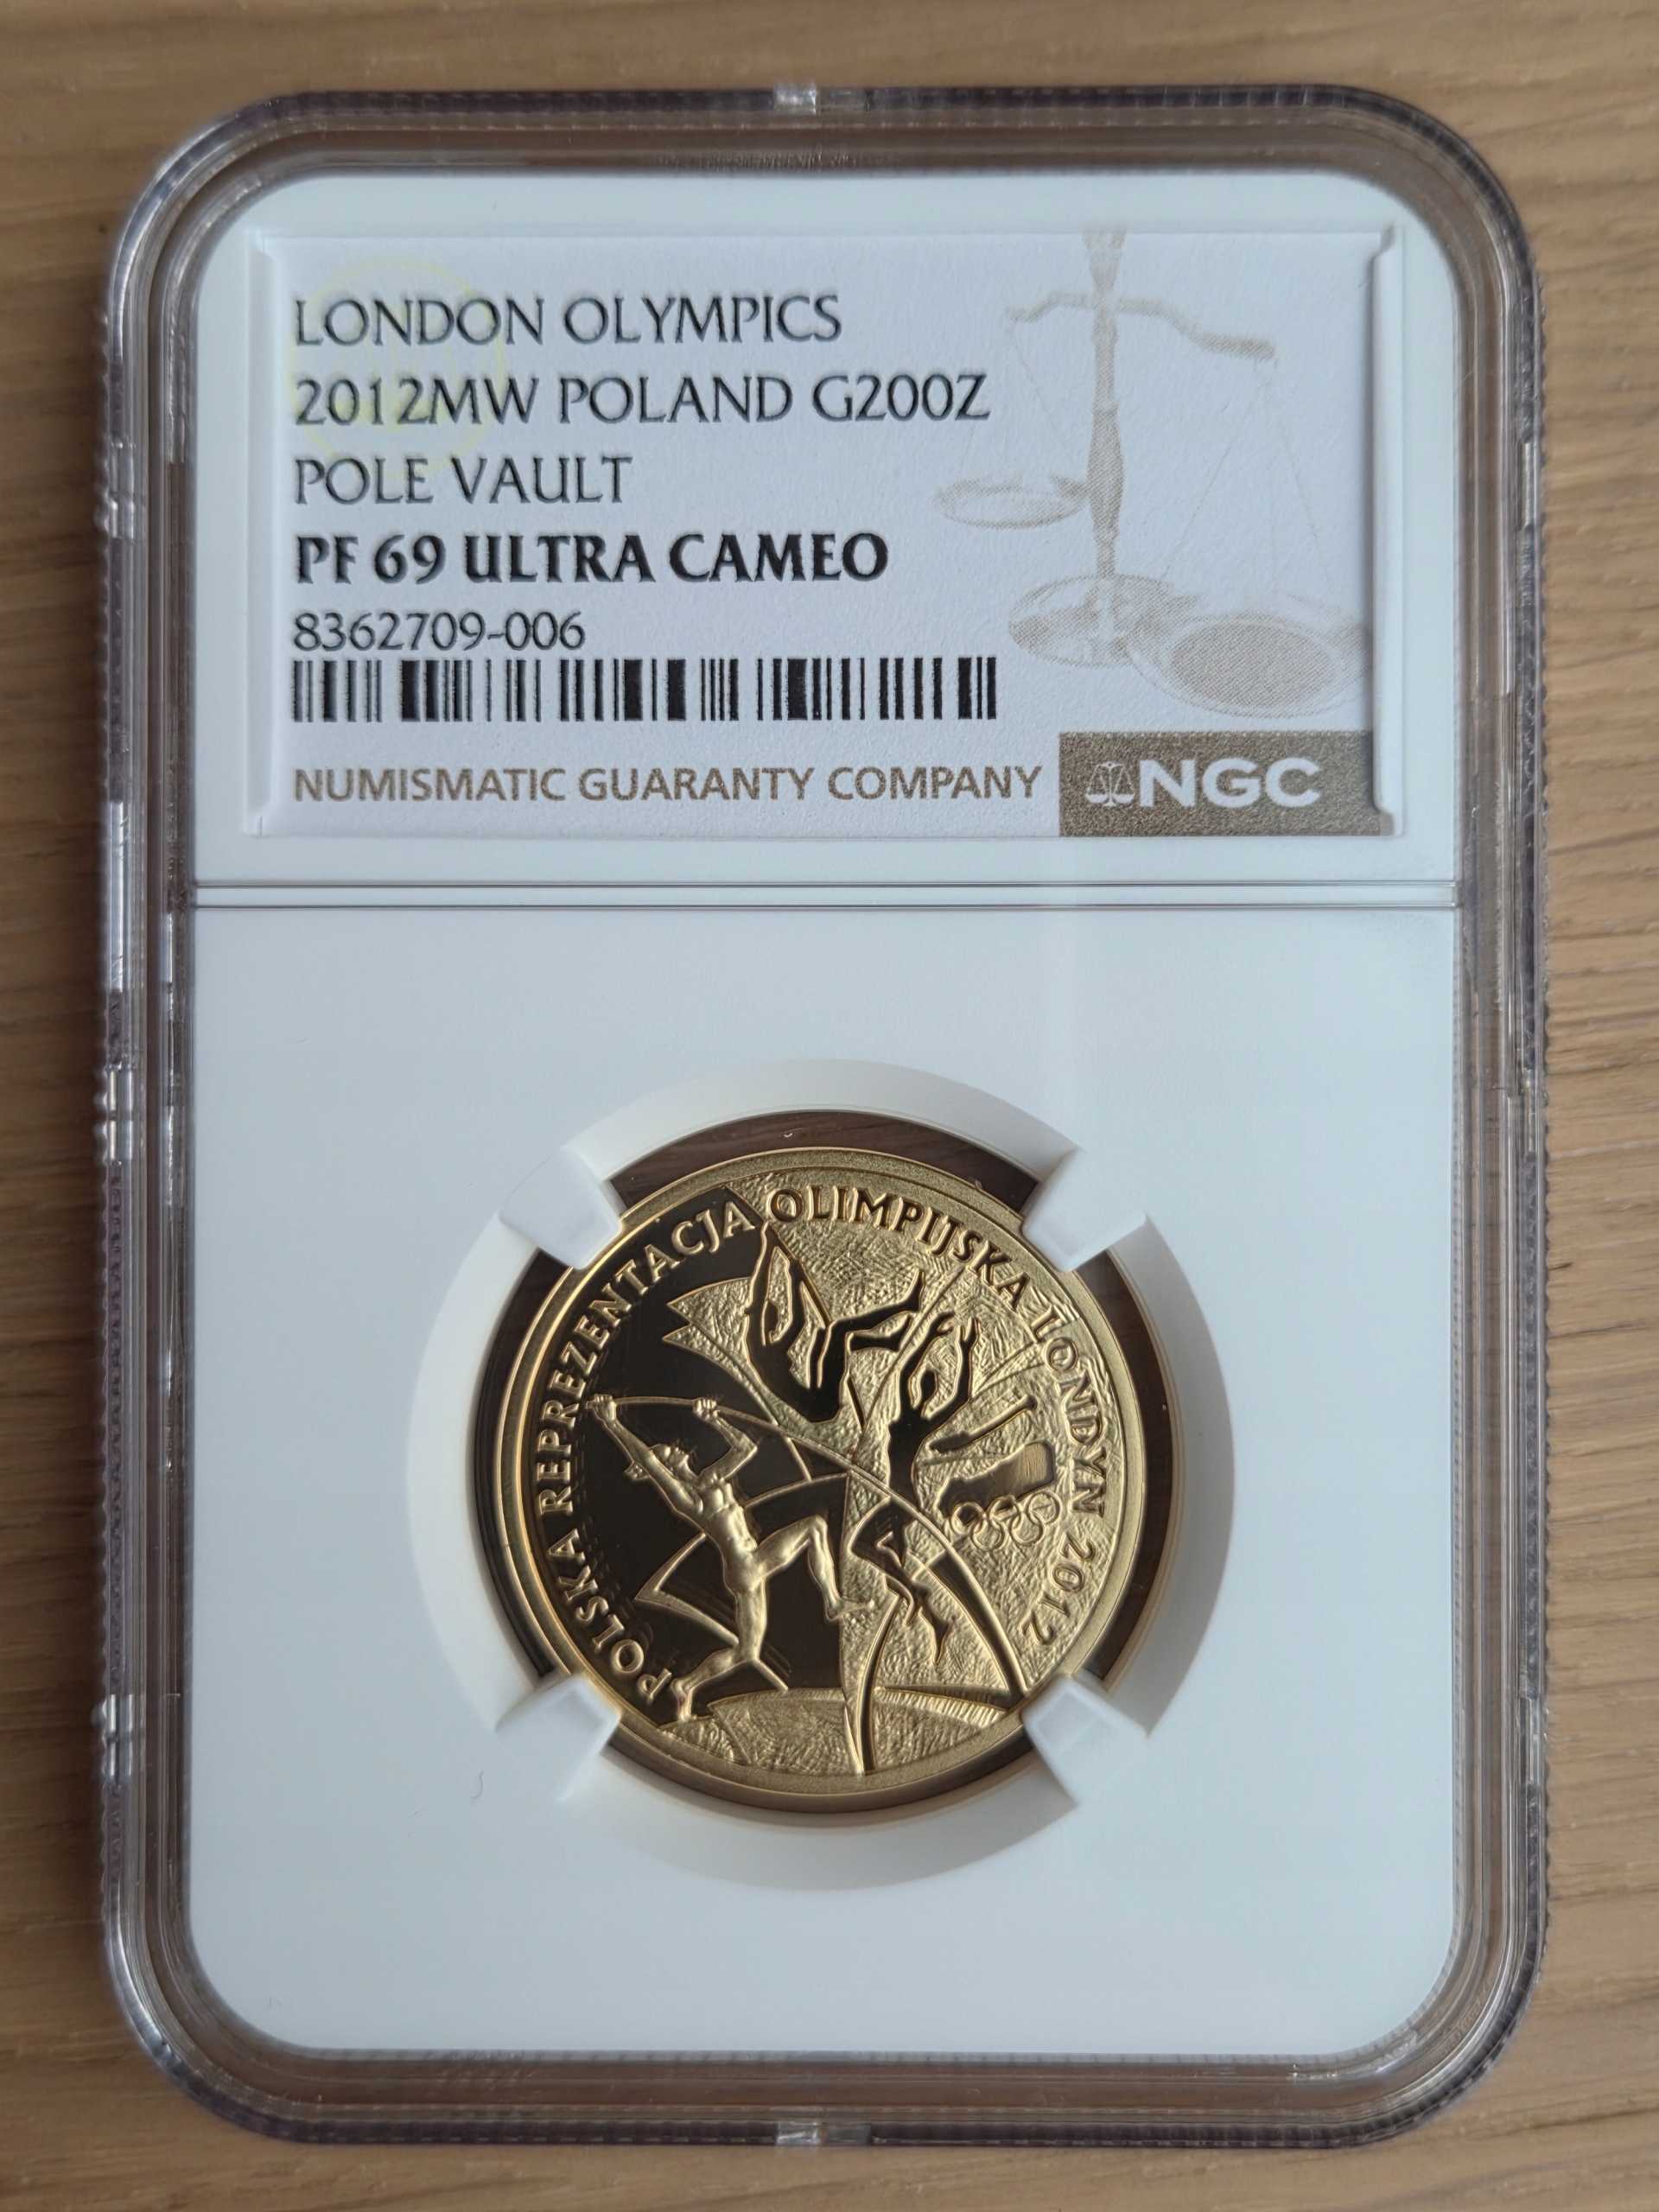 LONDON OLYMPICS
2012MW POLAND G200Z
POLE VAULT
PF 69 ULTRA CAMEO
8362709-006
NUMISMATIC GUARANTY COMPANY NGC
POLSKA REPREZENTACJA OLIMPIJSKA LONDYN 2012